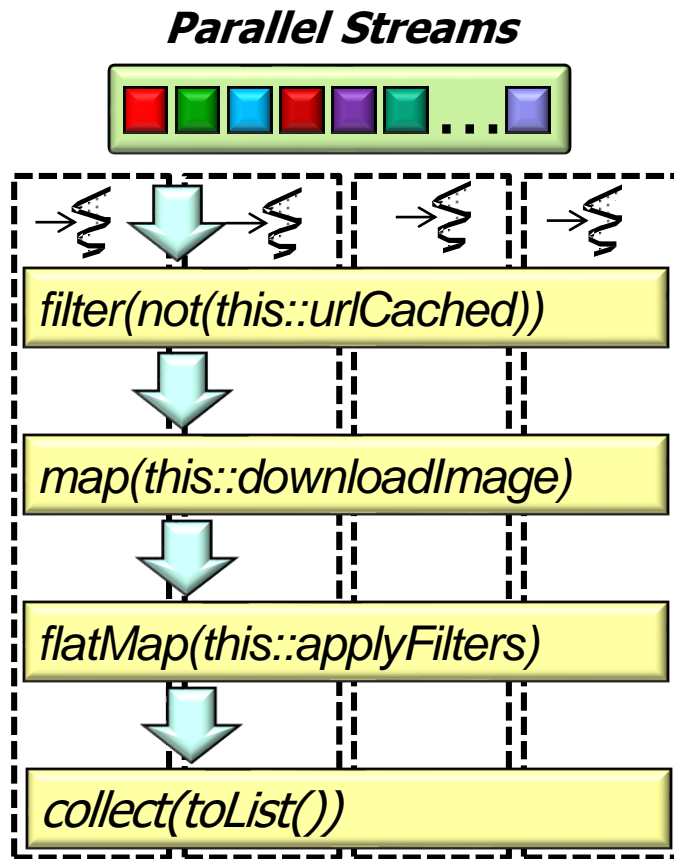 Parallel Streams
...
filter(not(this::urlCached))
map(this::downloadImage)
flatMap(this::applyFilters)
collect(toList())